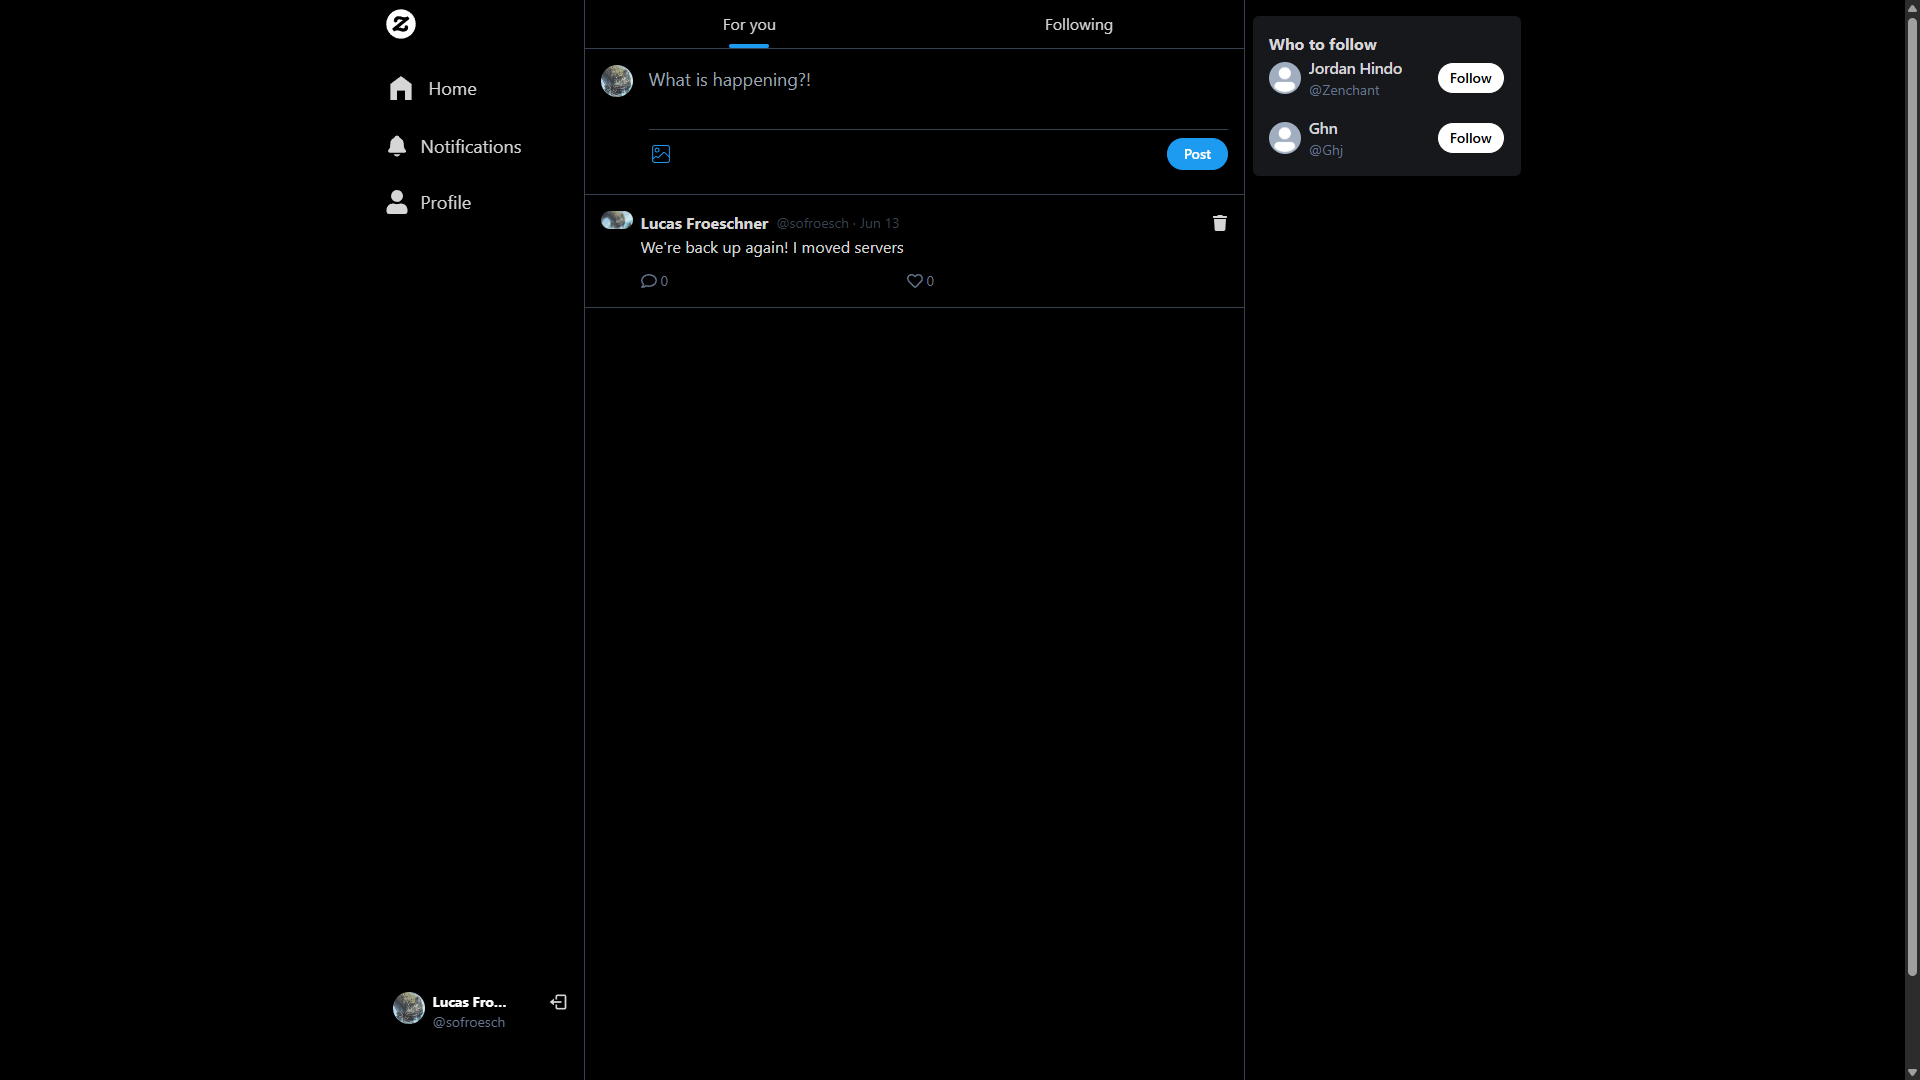 Z
Home
Notifications
Profile
Lucas Fro...
@sofroesch
For you
Following
What is happening?!
Post
Lucas Froeschner @sofroesch · Jun 13
We're back up again! I moved servers
0
0
Who to follow
Jordan Hindo
@Zenchant
Follow
Ghn
@Ghj
Follow